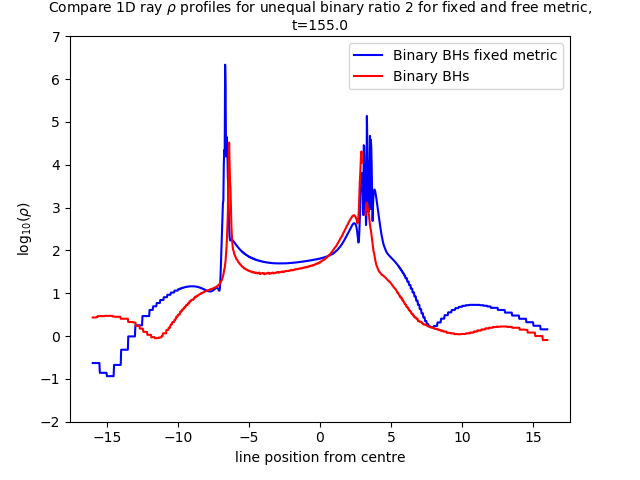 Compare 1D ray ρ profiles for unequal binary ratio 2 for fixed and free metric,
t=155.0
Binary BHs fixed metric
Binary BHs
log₁₀(ρ)
7
6
5
4
3
2
1
0
−1
−2
−15 −10 −5 0 5 10 15
line position from centre